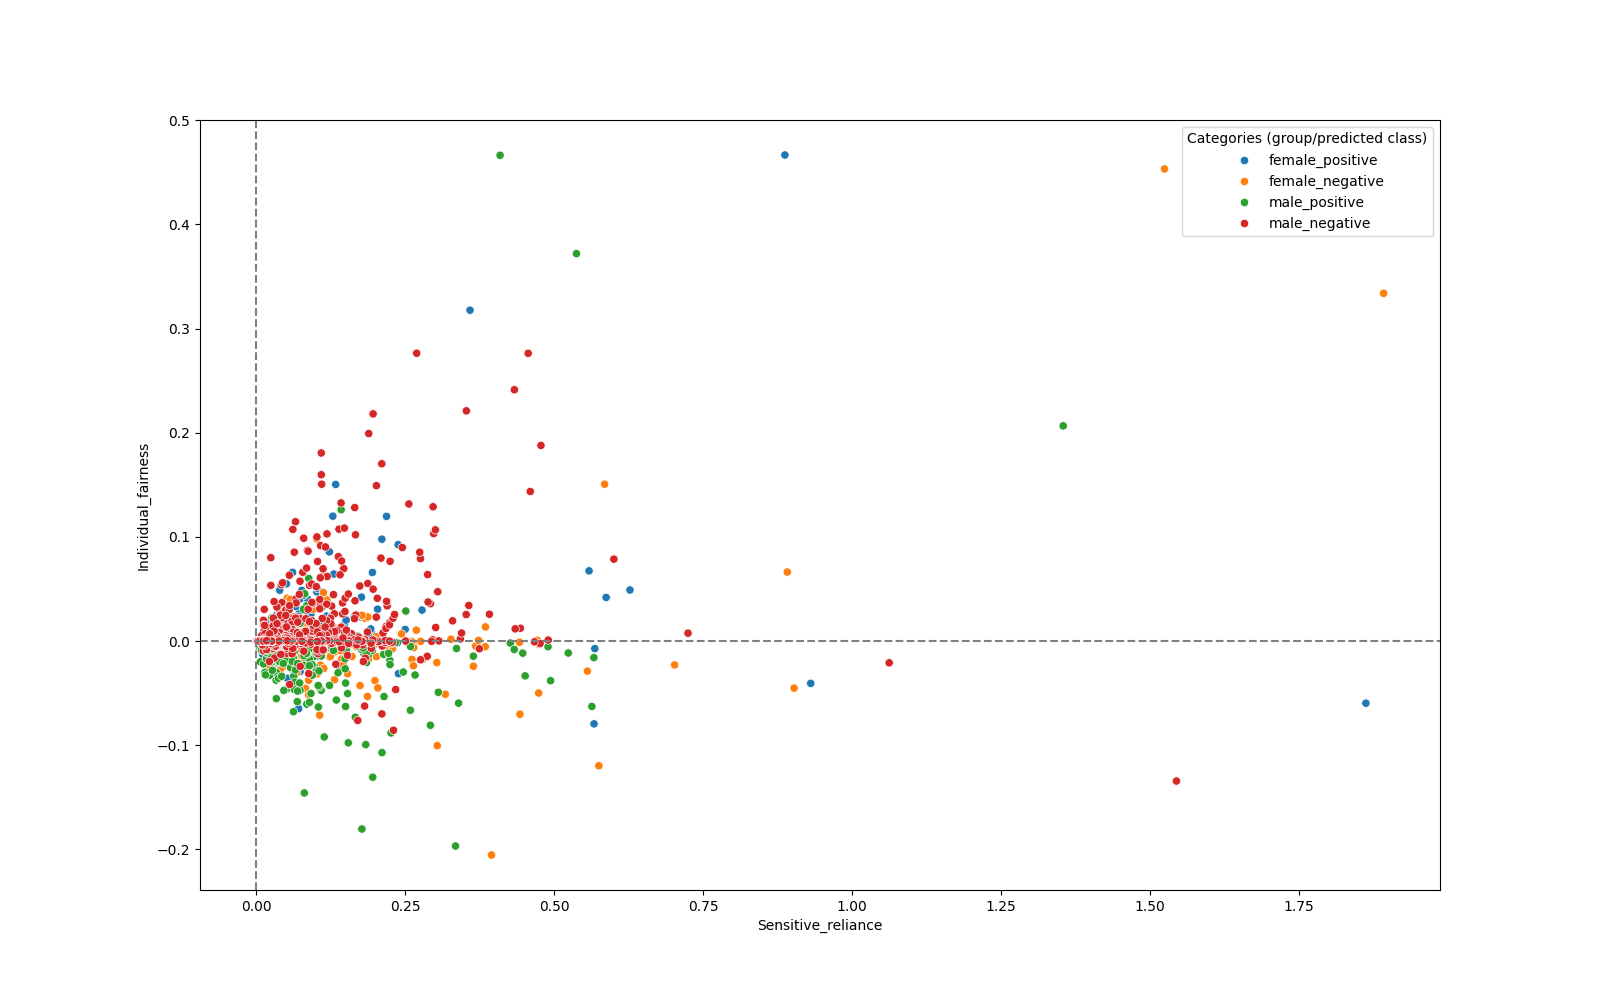 Categories (group/predicted class)
female_positive
female_negative
male_positive
male_negative
Individual_fairness
0.5
0.4
0.3
0.2
0.1
0.0
−0.1
−0.2
0.00 0.25 0.50 0.75 1.00 1.25 1.50 1.75
Sensitive_reliance